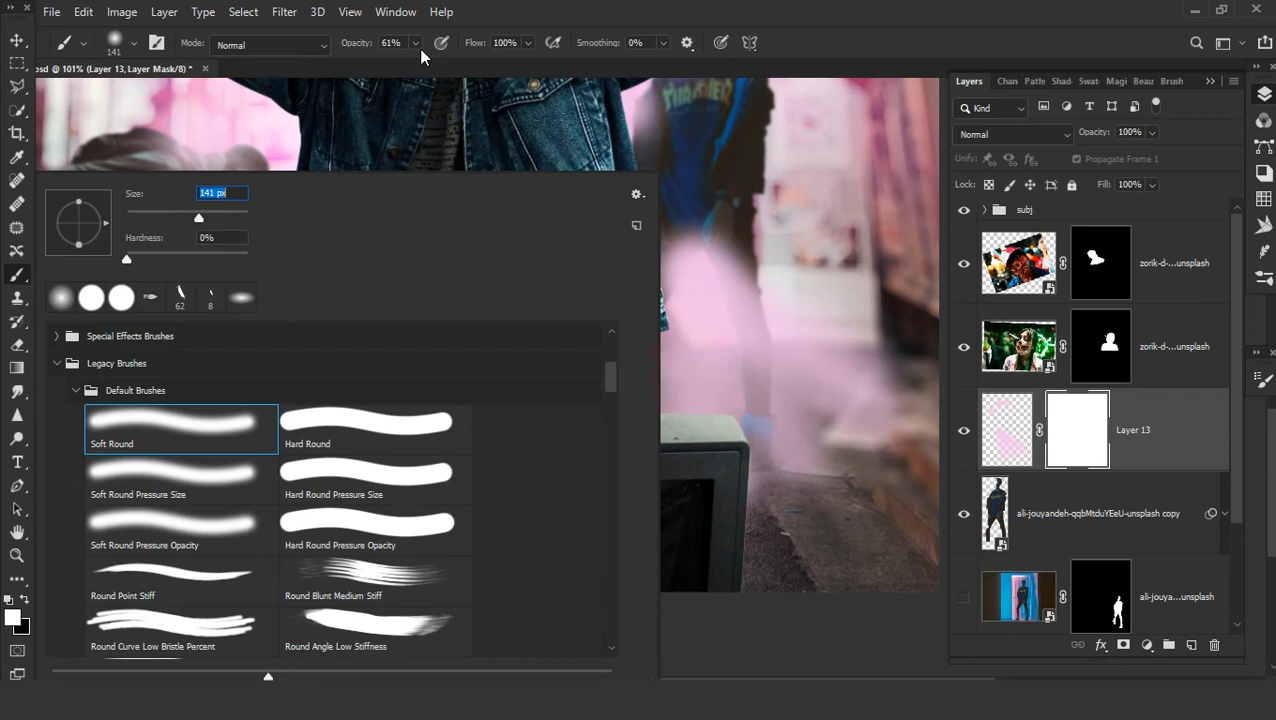 File Edit Image Layer Type Select Filter 3D View Window Help
141 Mode: Normal Opacity: 61% Flow: 100% Smoothing: 0%
psd @ 101% (Layer 13, Layer Mask/8) *
Layers Chan Path: Shad· Swat· Magi Beau Brush
THRASHER
Kind
Normal Opacity: 100%
Unify: Propagate Frame 1
Lock: Fill: 100%
Size: 141 px
Hardness: 0%
62 8
Special Effects Brushes
Legacy Brushes
Default Brushes
Soft Round Hard Round
Soft Round Pressure Size Hard Round Pressure Size
Soft Round Pressure Opacity Hard Round Pressure Opacity
Round Point Stiff Round Blunt Medium Stiff
Round Curve Low Bristle Percent Round Angle Low Stiffness
subj
zorik-d-...unsplash
zorik-d-...unsplash
Layer 13
ali-jouyandeh-qqbMtduYEeU-unsplash copy
ali-jouya...unsplash
fx